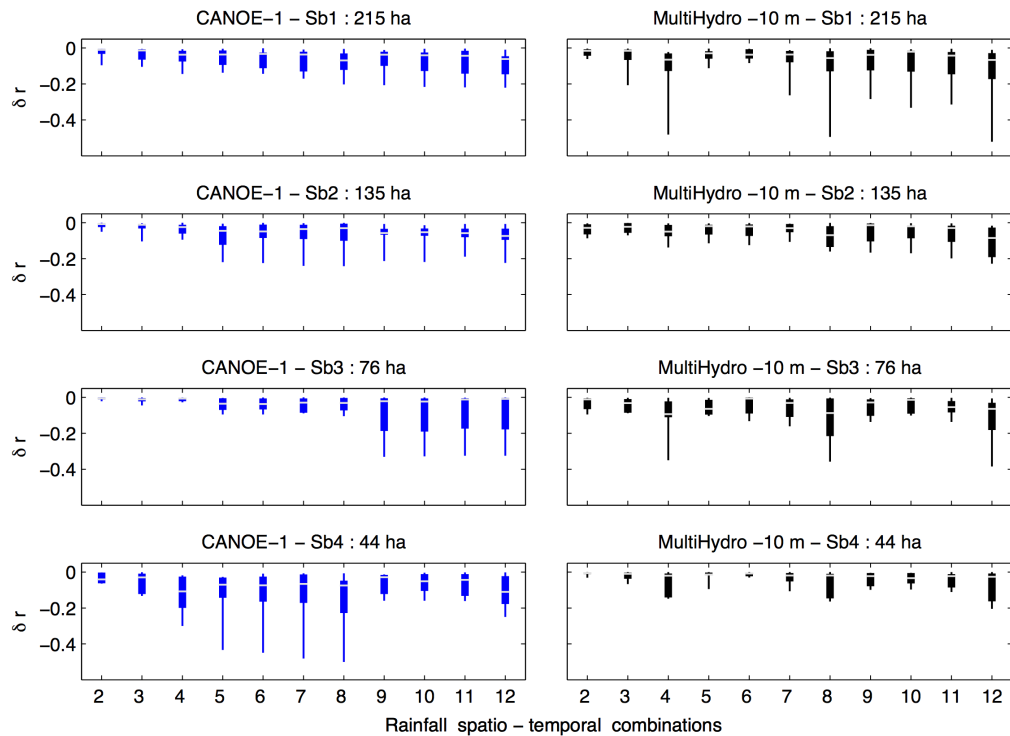 CANOE−1 − Sb1 : 215 ha
MultiHydro −10 m − Sb1 : 215 ha
0
−0.2
−0.4
δ r
CANOE−1 − Sb2 : 135 ha
MultiHydro −10 m − Sb2 : 135 ha
0
−0.2
−0.4
δ r
CANOE−1 − Sb3 : 76 ha
MultiHydro −10 m − Sb3 : 76 ha
0
−0.2
−0.4
δ r
CANOE−1 − Sb4 : 44 ha
MultiHydro −10 m − Sb4 : 44 ha
0
−0.2
−0.4
δ r
2 3 4 5 6 7 8 9 10 11 12
2 3 4 5 6 7 8 9 10 11 12
Rainfall spatio − temporal combinations